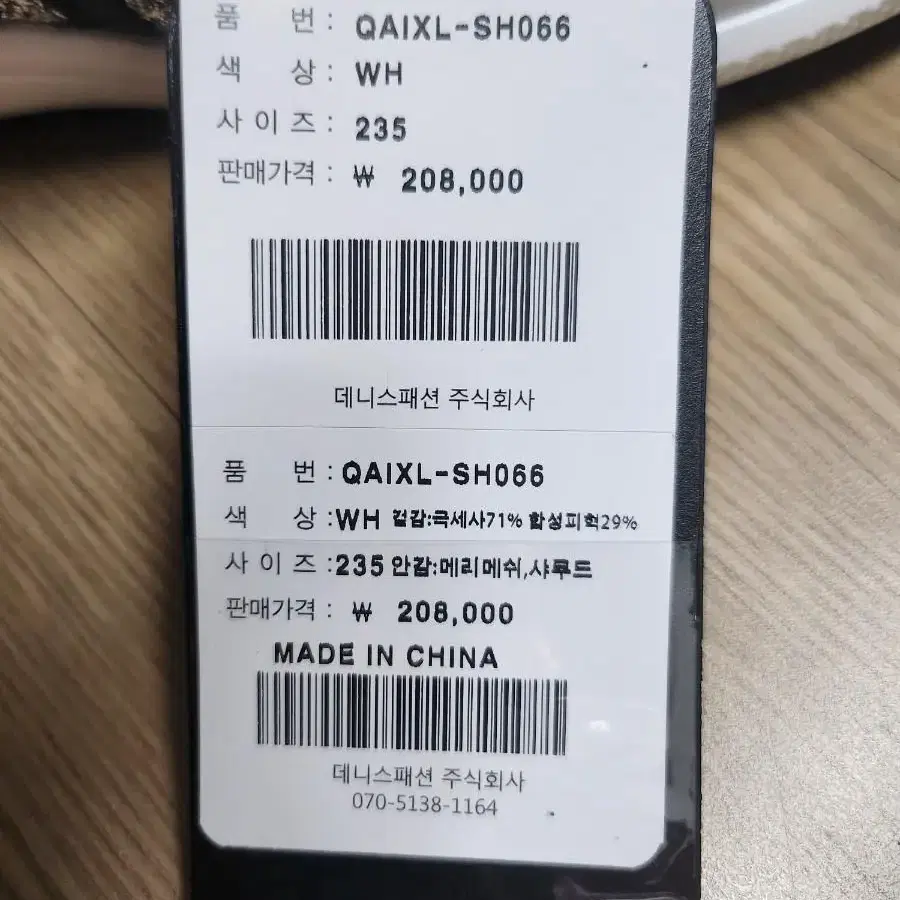 품 번 : QAIXL-SH066
색 상 : WH
사 이 즈 : 235
판매가격 : ₩ 208,000
데니스패션 주식회사
품 번 : QAIXL-SH066
색 상 : WH 겉감:극세사71% 합성피혁29%
사 이 즈 : 235 안감:메리메쉬,샤무드
판매가격 : ₩ 208,000
MADE IN CHINA
데니스패션 주식회사
070-5138-1164